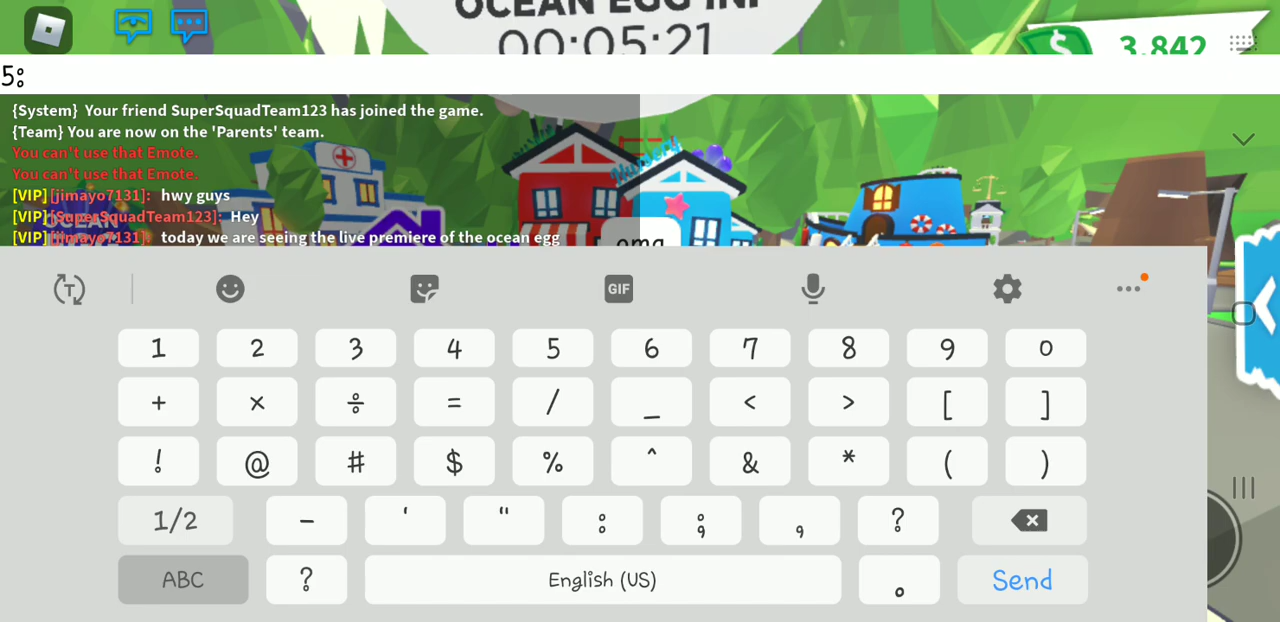 OCEAN EGG IN!
00:05:21
3,842
5:
{System} Your friend SuperSquadTeam123 has joined the game.
{Team} You are now on the 'Parents' team.
You can't use that Emote.
You can't use that Emote.
[VIP][jimayo7131]: hwy guys
[VIP][SuperSquadTeam123]: Hey
[VIP][jimayo7131]: today we are seeing the live premiere of the ocean egg
OCEAN
Nursery
omg
T
GIF
1 2 3 4 5 6 7 8 9 0
+ × ÷ = / _ < > [ ]
! @ # $ % ^ & * ( )
1/2 - ' " : ; , ?
ABC ? English (US) . Send